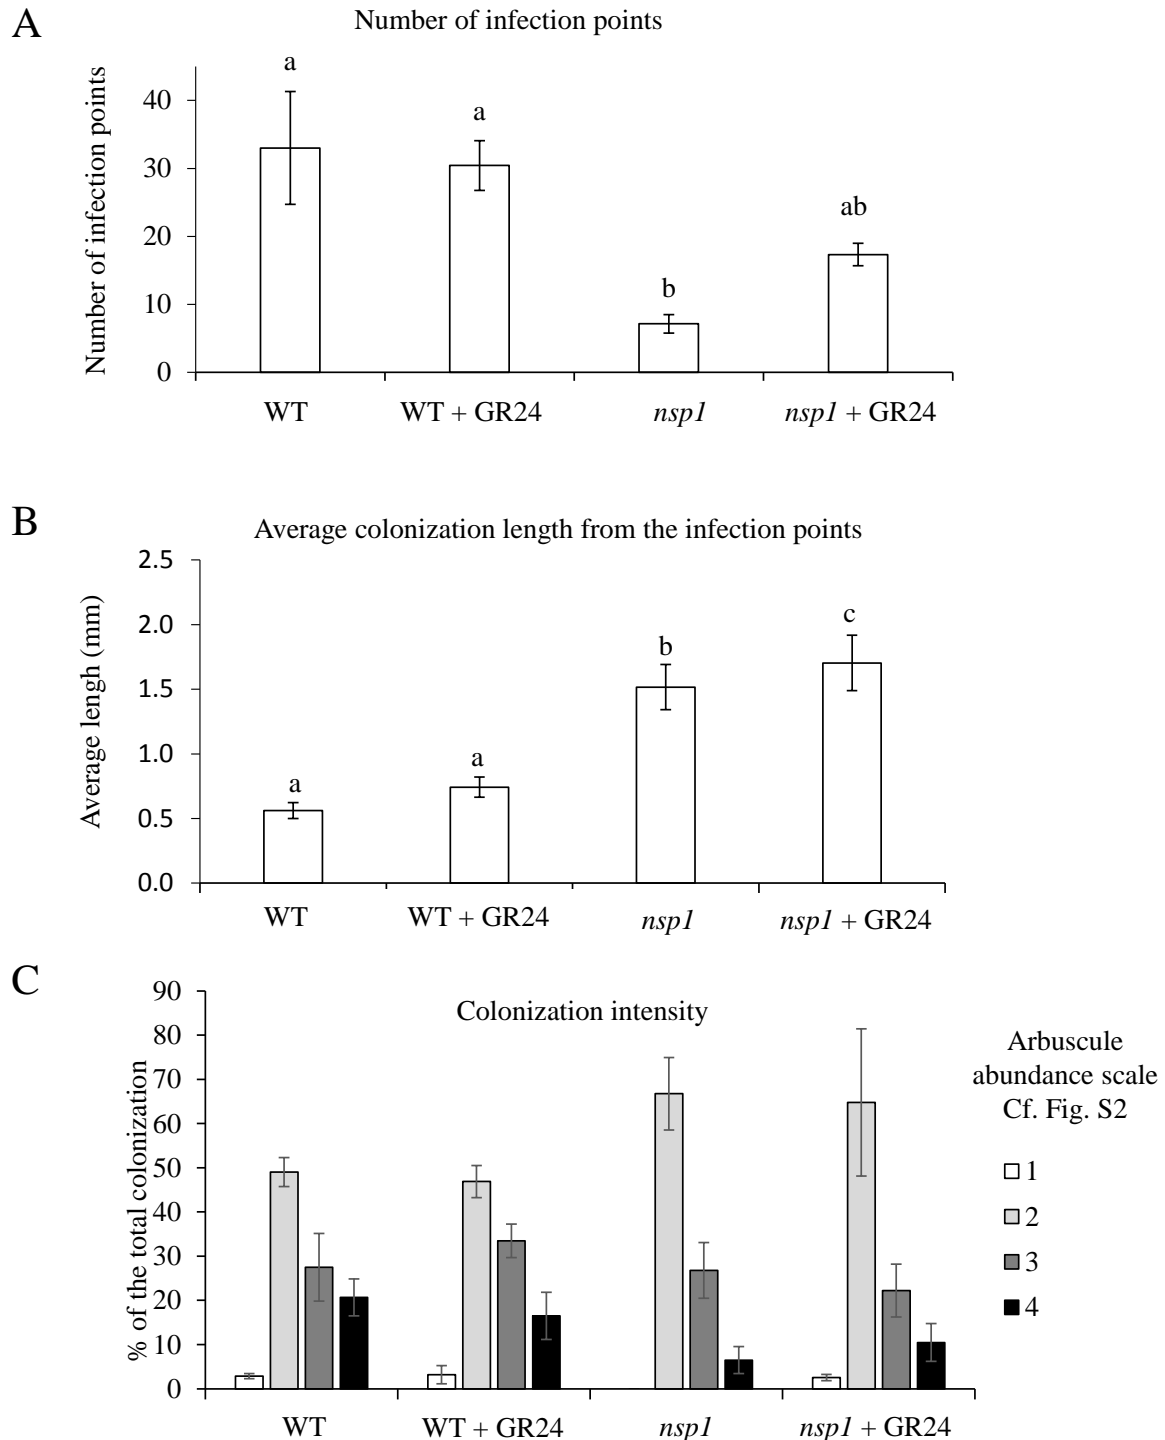 A
Number of infection points
Number of infection points
40
30
20
10
0
a
a
b
ab
WT
WT + GR24
nsp1
nsp1 + GR24
B
Average colonization length from the infection points
Average lengh (mm)
2.5
2.0
1.5
1.0
0.5
0.0
a
a
b
c
WT
WT + GR24
nsp1
nsp1 + GR24
C
Colonization intensity
% of the total colonization
90
80
70
60
50
40
30
20
10
0
WT
WT + GR24
nsp1
nsp1 + GR24
Arbuscule
abundance scale
Cf. Fig. S2
1
2
3
4